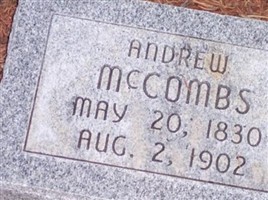 ANDREW
McCOMBS
MAY 20, 1830
AUG. 2, 1902